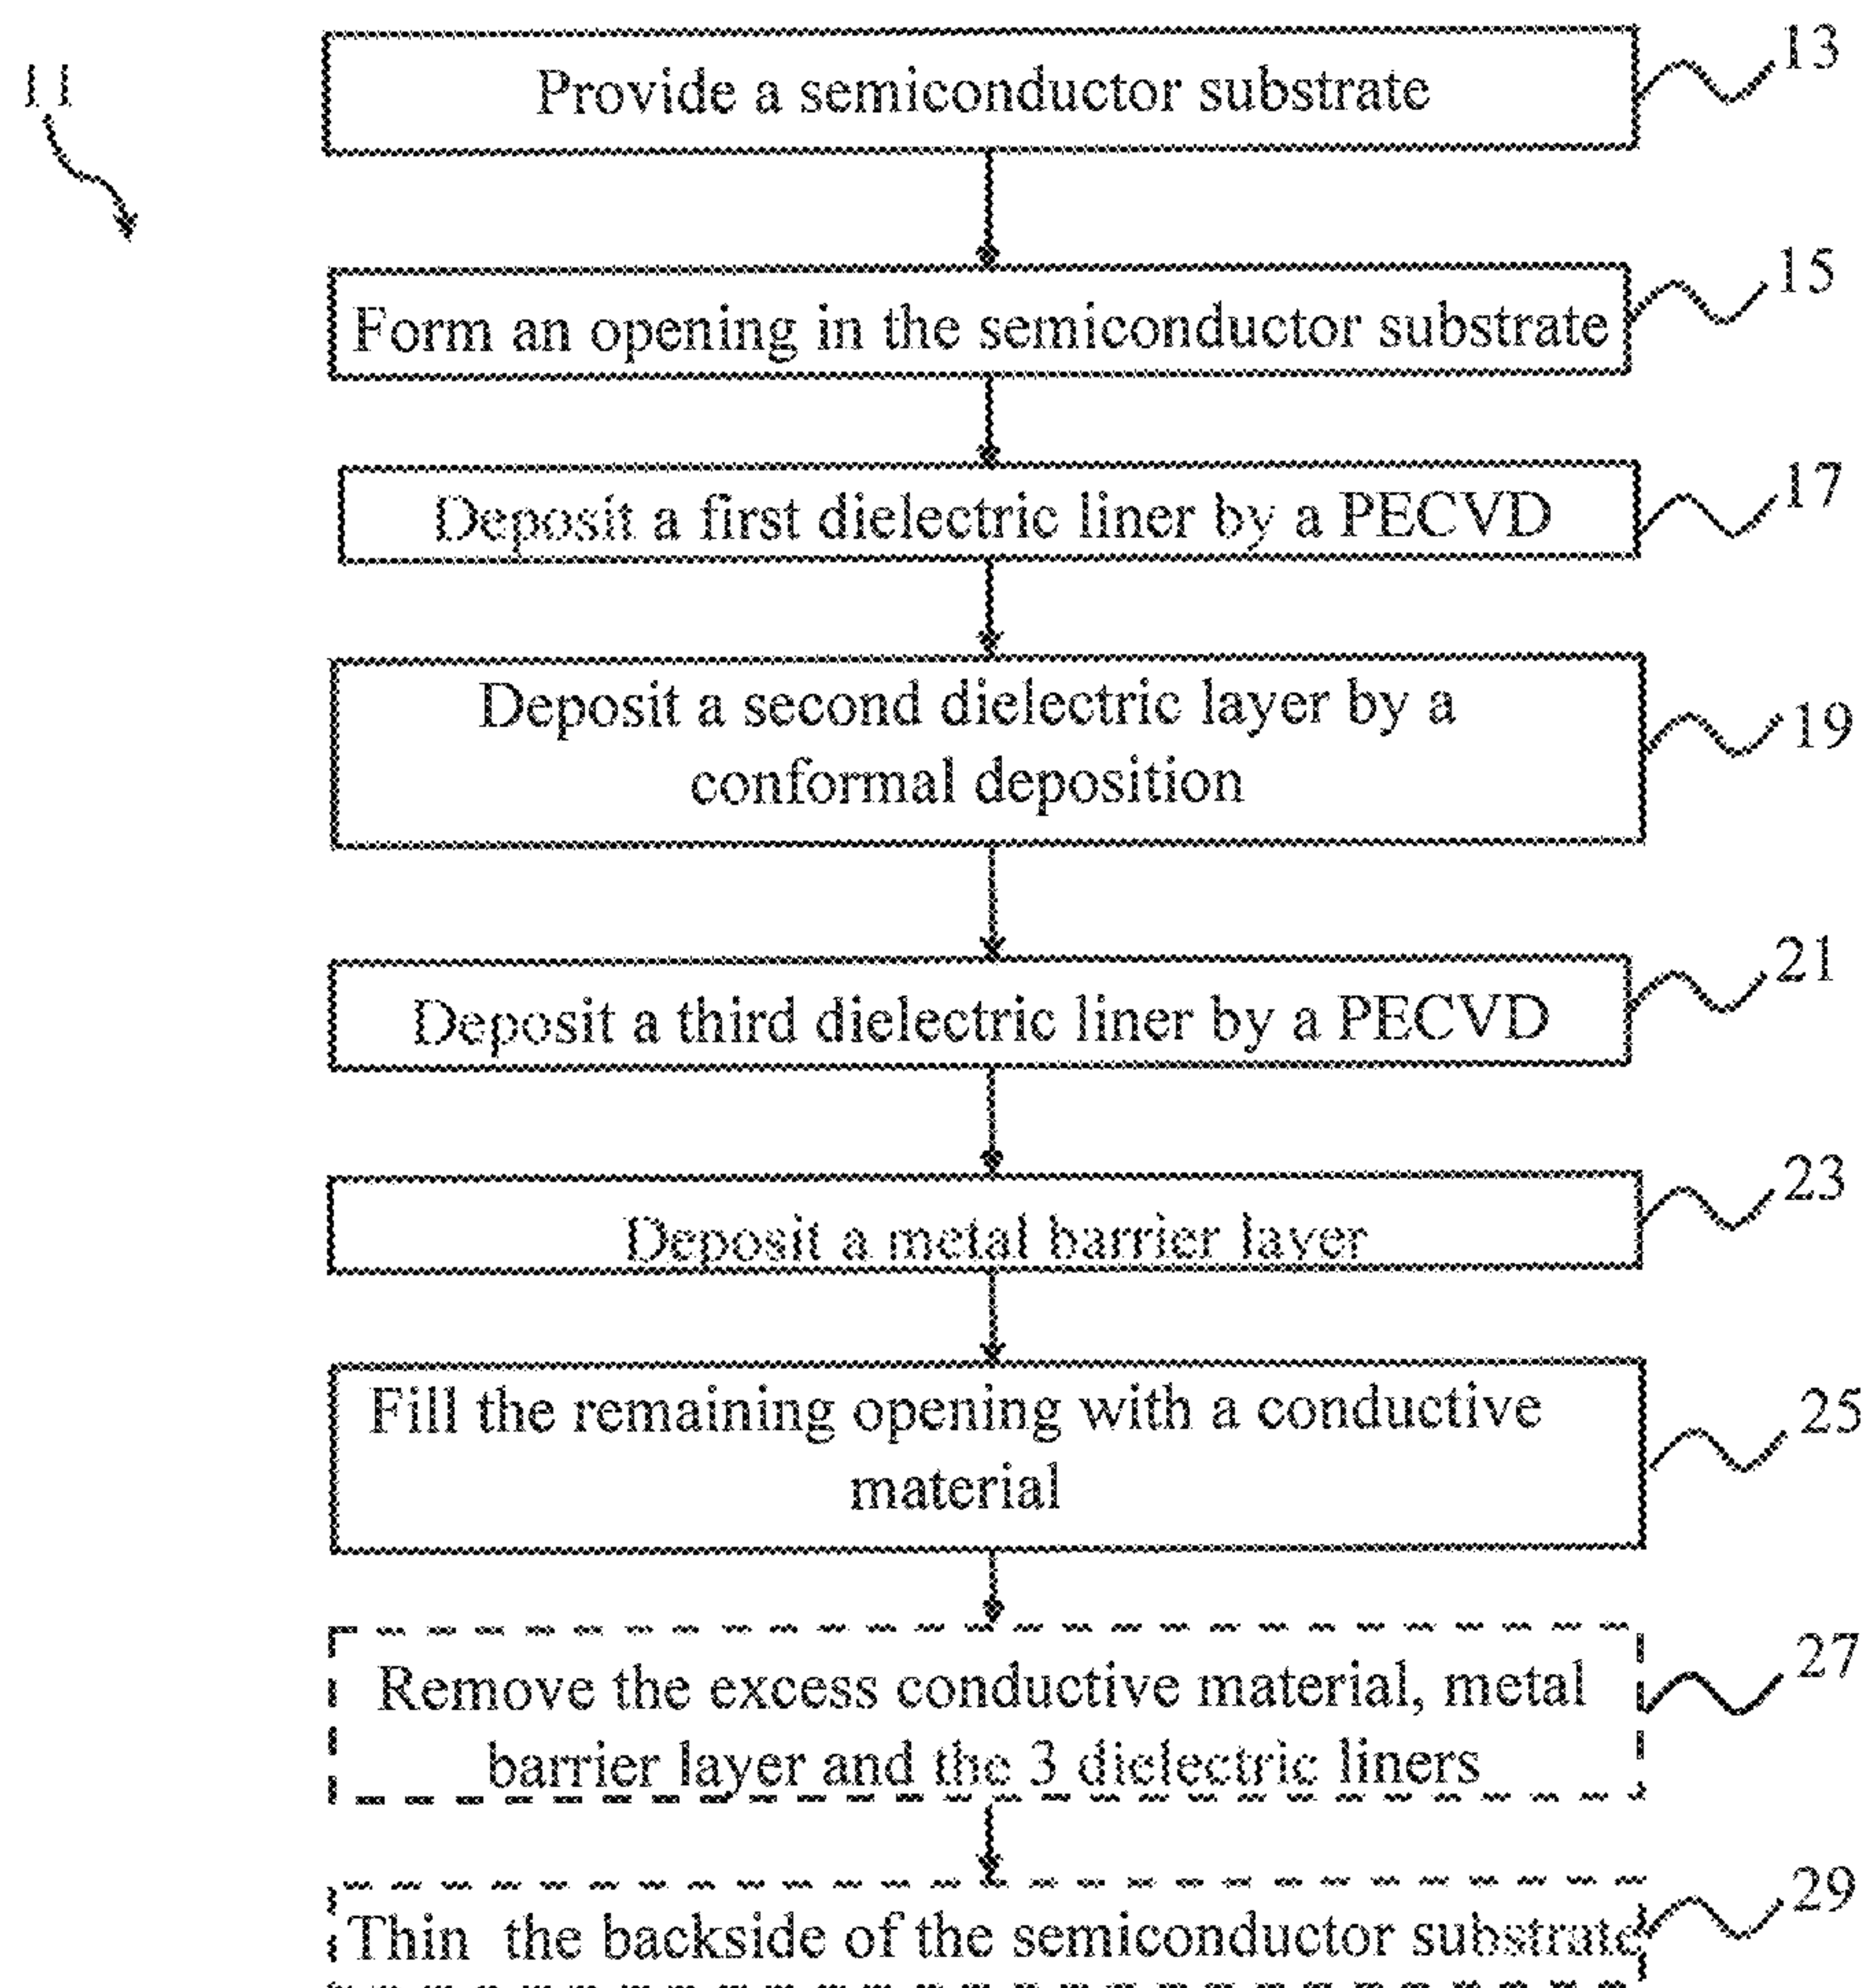 11
Provide a semiconductor substrate
13
Form an opening in the semiconductor substrate
15
Deposit a first dielectric liner by a PECVD
17
Deposit a second dielectric layer by a
conformal deposition
19
Deposit a third dielectric liner by a PECVD
21
Deposit a metal barrier layer
23
Fill the remaining opening with a conductive
material
25
Remove the excess conductive material, metal
barrier layer and the 3 dielectric liners
27
Thin the backside of the semiconductor substrate
29